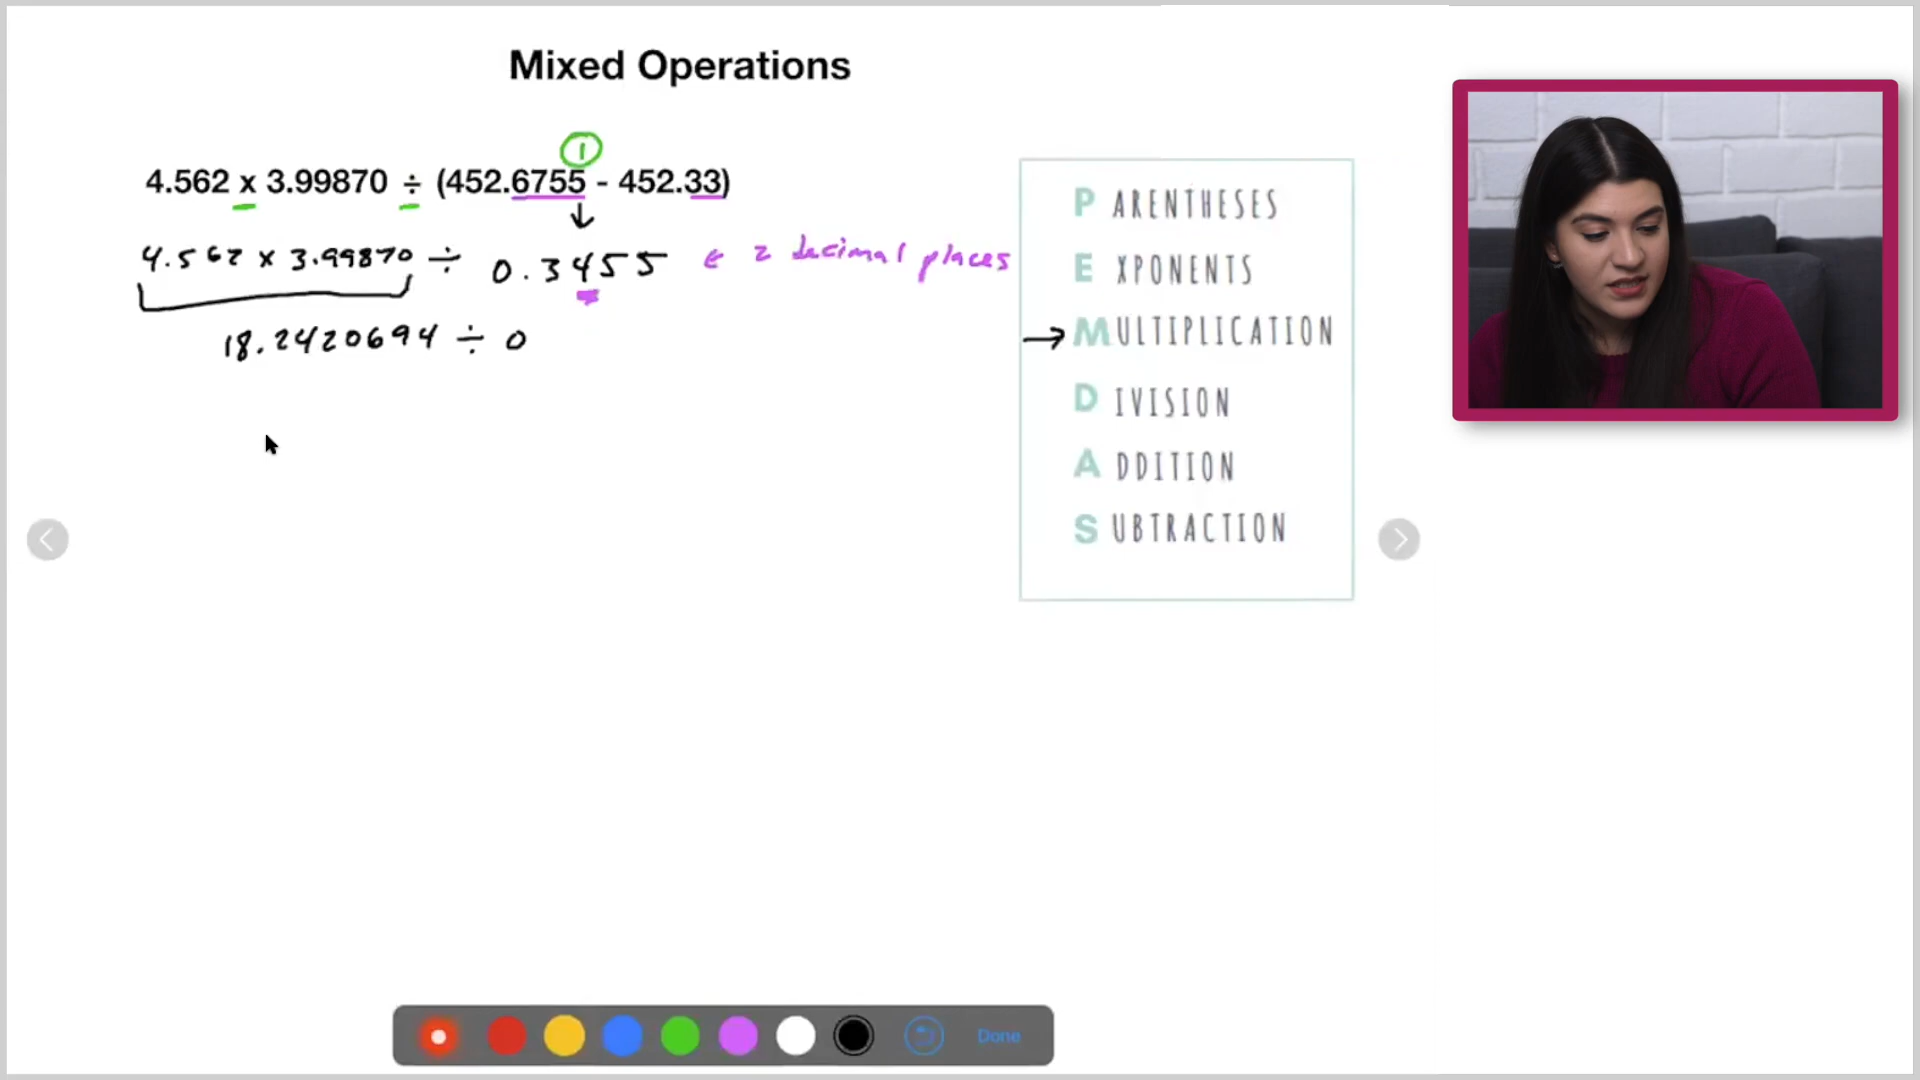 Mixed Operations
1
4.562 x 3.99870 ÷ (452.6755 - 452.33)
4.562 x 3.99870 ÷ 0.3455 ← 2 decimal places
18.2420694 ÷ 0
PARENTHESES
EXPONENTS
→ MULTIPLICATION
DIVISION
ADDITION
SUBTRACTION
Done